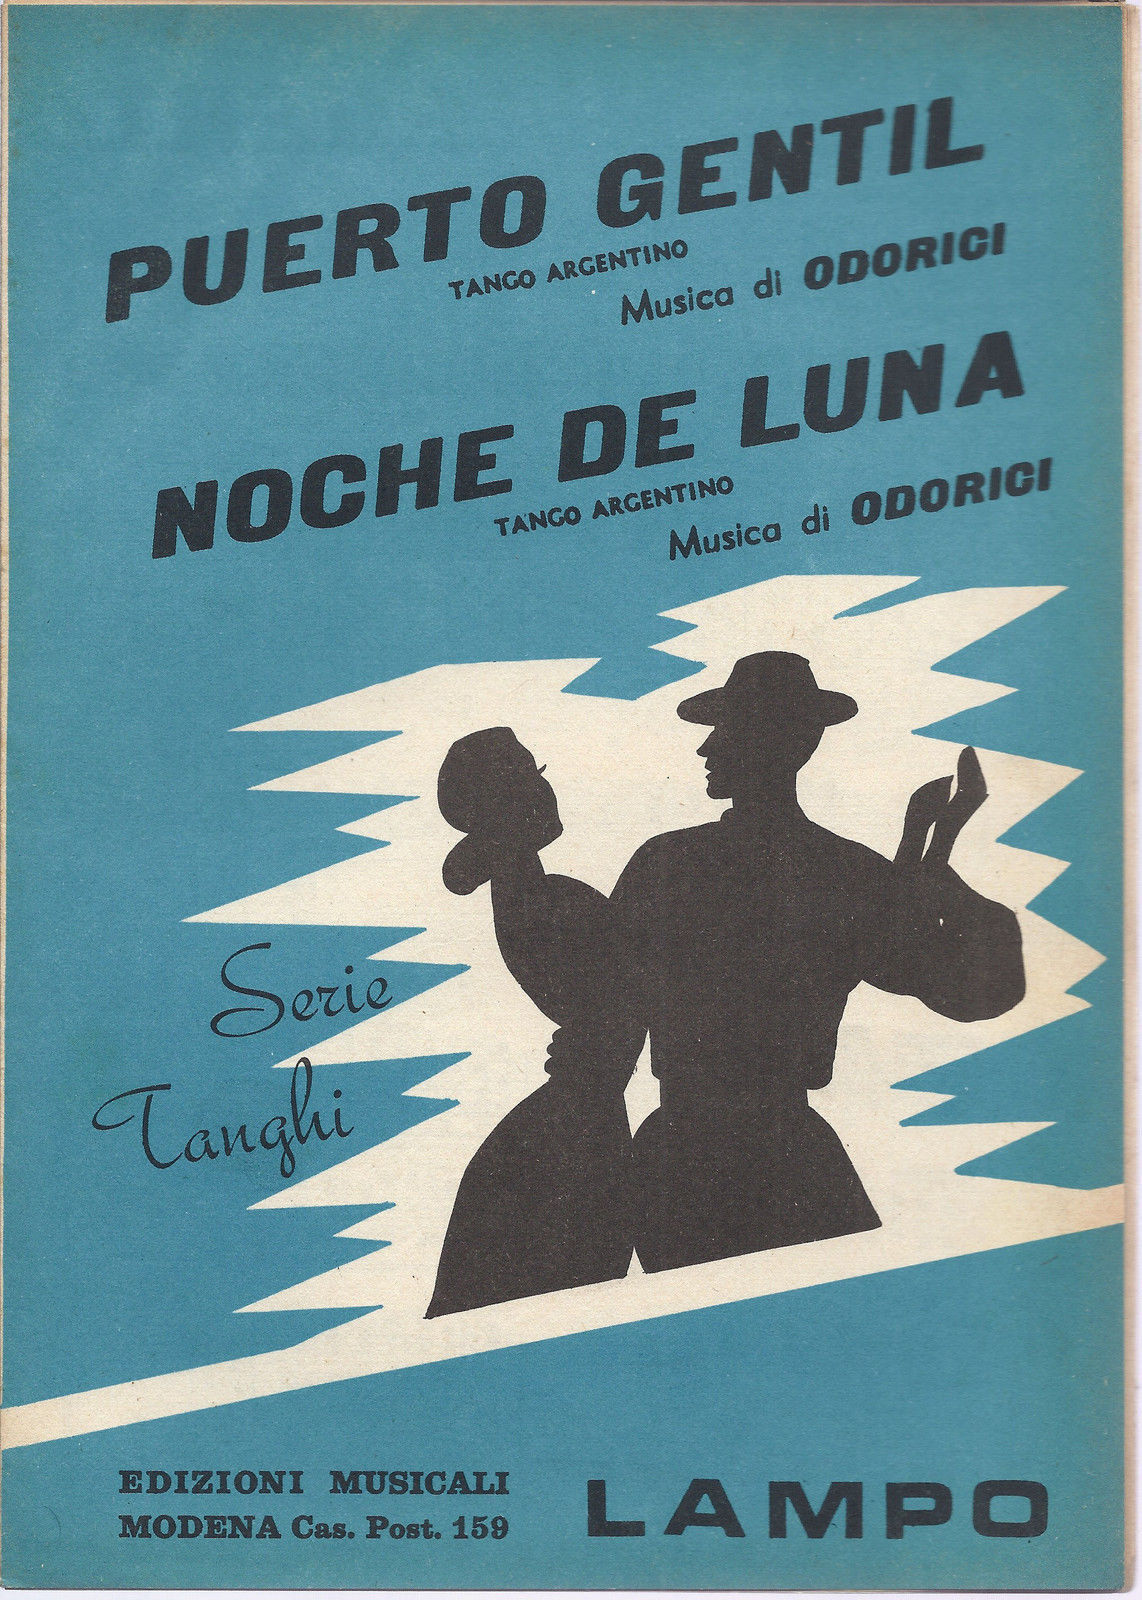 PUERTO GENTIL
TANGO ARGENTINO
Musica di ODORICI
NOCHE DE LUNA
TANGO ARGENTINO
Musica di ODORICI
Serie
Tanghi
EDIZIONI MUSICALI
MODENA Cas. Post. 159
LAMPO